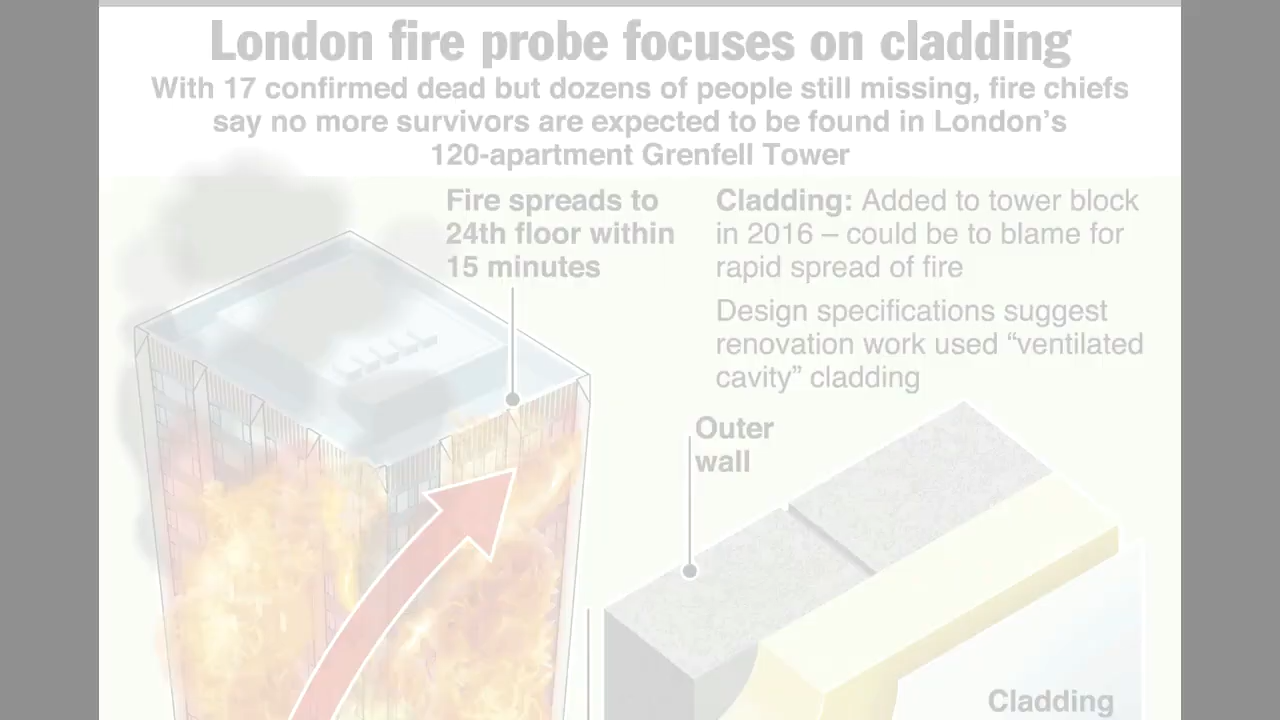 London fire probe focuses on cladding
With 17 confirmed dead but dozens of people still missing, fire chiefs
say no more survivors are expected to be found in London's
120-apartment Grenfell Tower
Fire spreads to
24th floor within
15 minutes
Cladding: Added to tower block
in 2016 – could be to blame for
rapid spread of fire
Design specifications suggest
renovation work used “ventilated
cavity” cladding
Outer
wall
Cladding